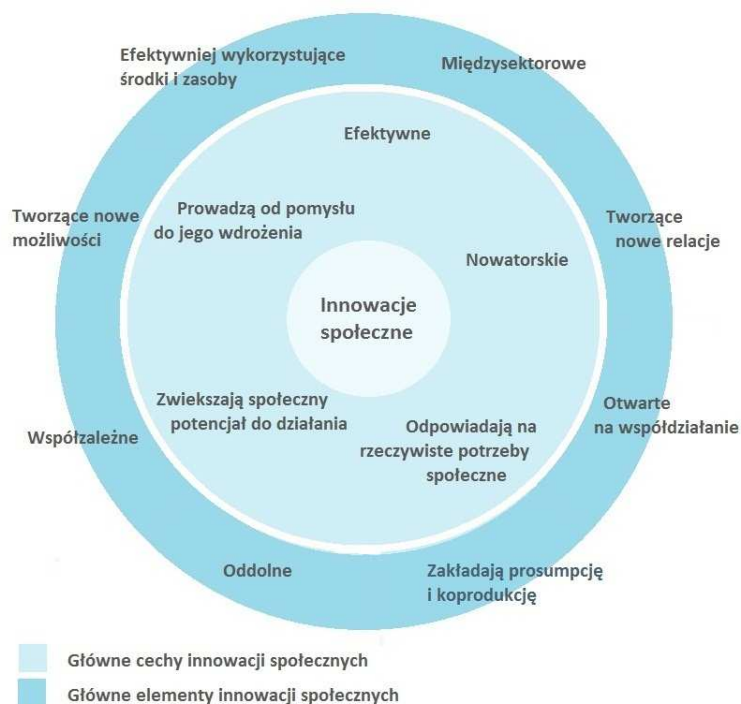 Efektywniej wykorzystujące
środki i zasoby
Międzysektorowe
Efektywne
Prowadzą od pomysłu
do jego wdrożenia
Tworzące nowe
możliwości
Tworzące
nowe relacje
Nowatorskie
Innowacje
społeczne
Zwiekszają społeczny
potencjał do działania
Odpowiadają na
rzeczywiste potrzeby
społeczne
Otwarte
na współdziałanie
Współzależne
Oddolne
Zakładają prosumpcję
i koprodukcję
Główne cechy innowacji społecznych
Główne elementy innowacji społecznych